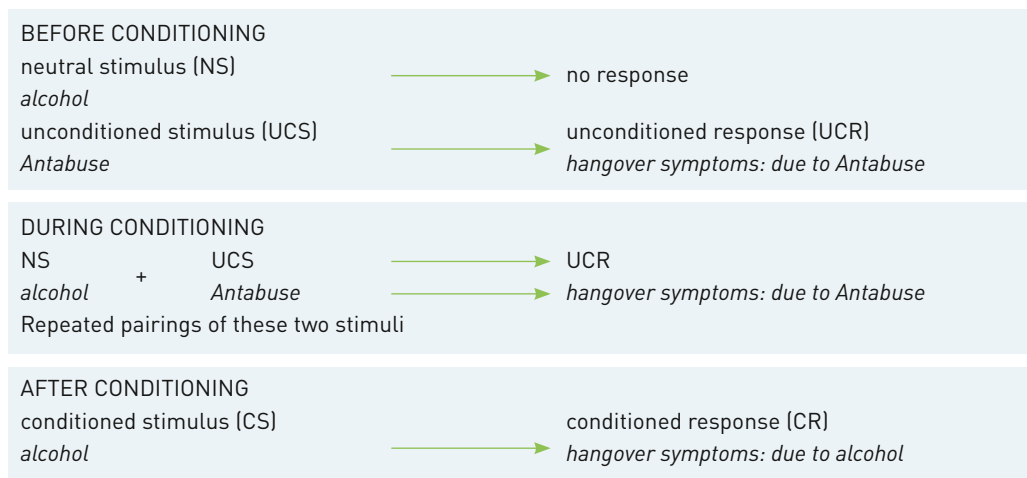 BEFORE CONDITIONING
neutral stimulus (NS)
no response
alcohol
unconditioned stimulus (UCS) unconditioned response (UCR)
Antabuse hangover symptoms: due to Antabuse
DURING CONDITIONING
NS + UCS UCR
alcohol Antabuse hangover symptoms: due to Antabuse
Repeated pairings of these two stimuli
AFTER CONDITIONING
conditioned stimulus (CS) conditioned response (CR)
alcohol hangover symptoms: due to alcohol